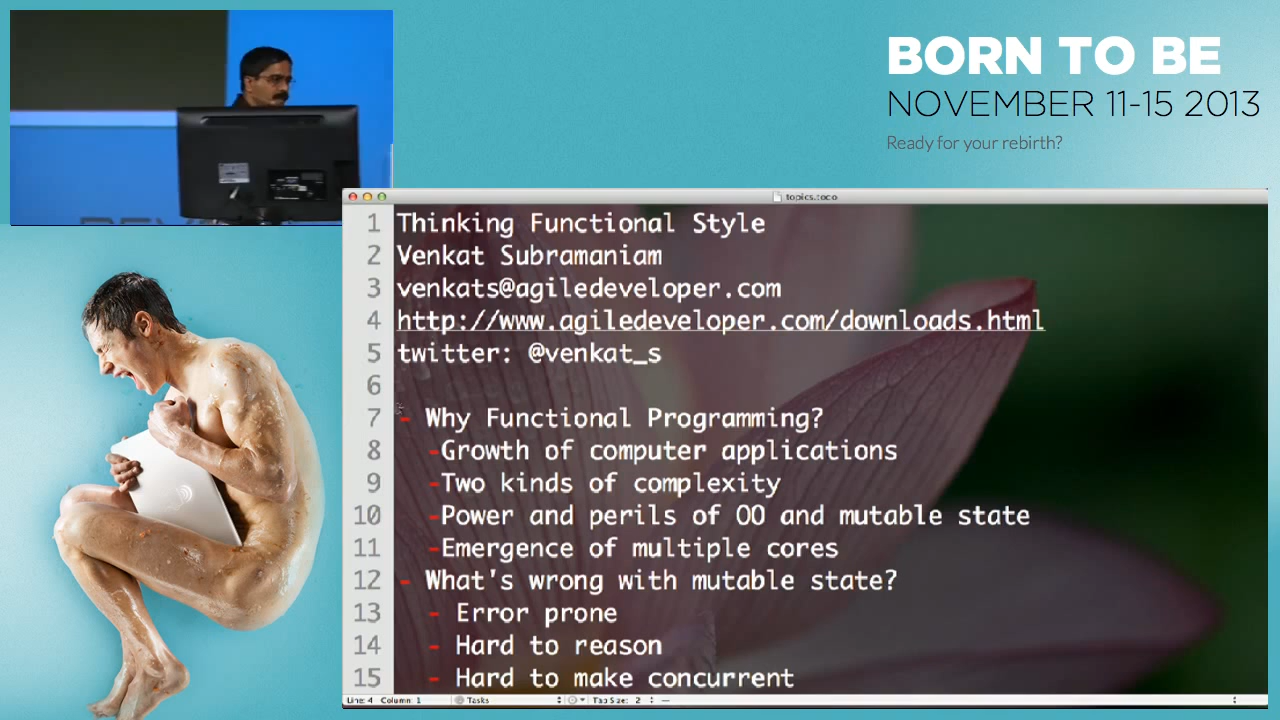 BORN TO BE
NOVEMBER 11-15 2013
Ready for your rebirth?
topics.toco
1 Thinking Functional Style
2 Venkat Subramaniam
3 venkats@agiledeveloper.com
4 http://www.agiledeveloper.com/downloads.html
5 twitter: @venkat_s
6
7 - Why Functional Programming?
8 -Growth of computer applications
9 -Two kinds of complexity
10 -Power and perils of OO and mutable state
11 -Emergence of multiple cores
12 - What's wrong with mutable state?
13 - Error prone
14 - Hard to reason
15 - Hard to make concurrent
Line: 4 Column: 1 Tasks Tab Size: 2 —